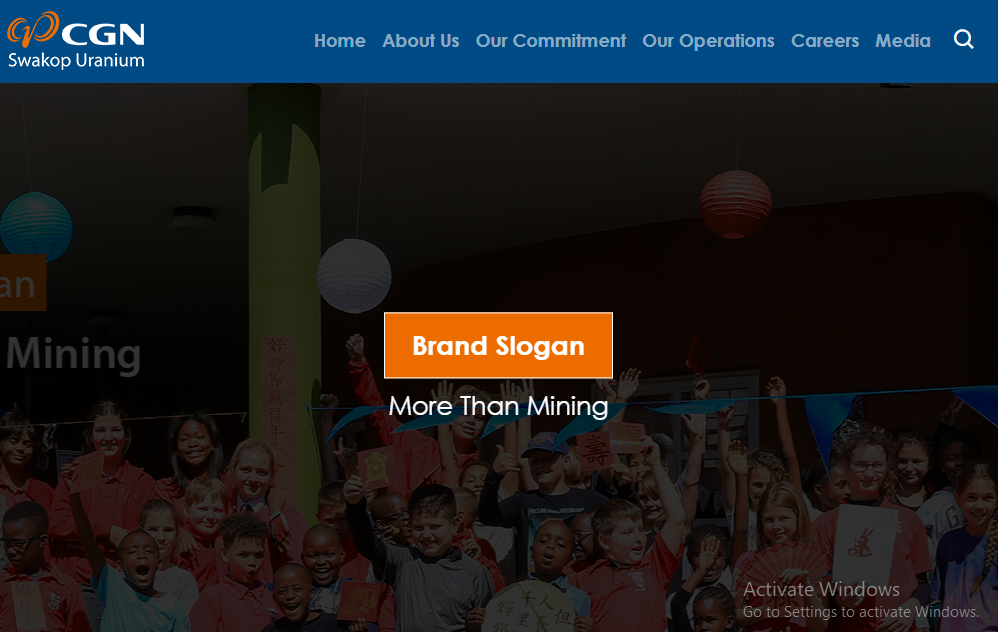 CGN
Swakop Uranium
Home About Us Our Commitment Our Operations Careers Media
an
Mining
Brand Slogan
More Than Mining
壽
Activate Windows
Go to Settings to activate Windows.